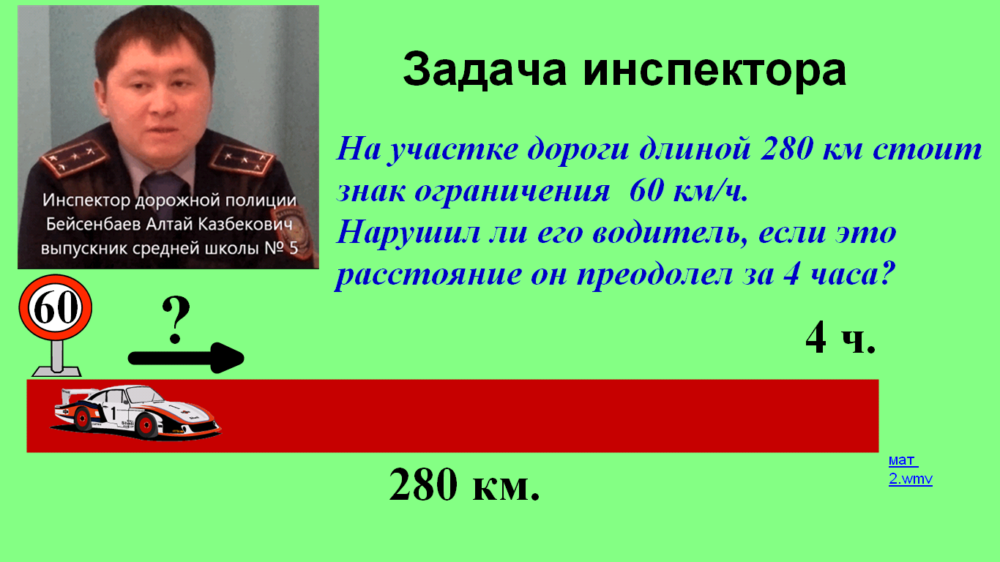 Задача инспектора
На участке дороги длиной 280 км стоит
знак ограничения 60 км/ч.
Нарушил ли его водитель, если это
расстояние он преодолел за 4 часа?
Инспектор дорожной полиции
Бейсенбаев Алтай Казбекович
выпускник средней школы № 5
60
?
4 ч.
1
1
Shell
280 км.
мат
2.wmv